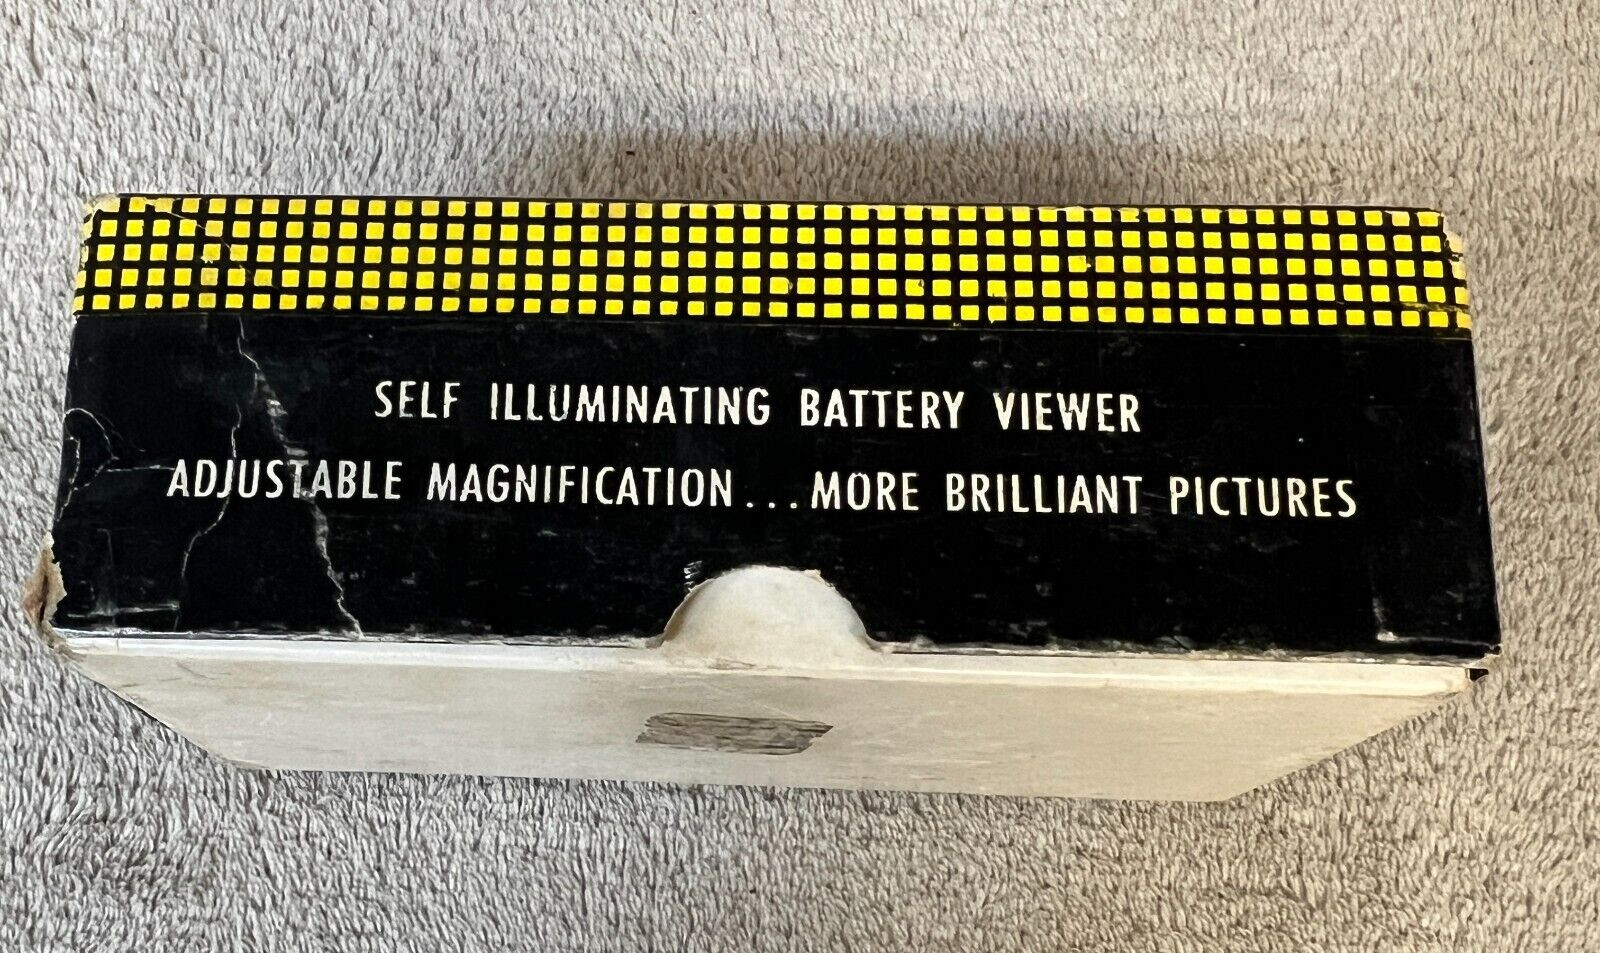 SELF ILLUMINATING BATTERY VIEWER
ADJUSTABLE MAGNIFICATION...MORE BRILLIANT PICTURES